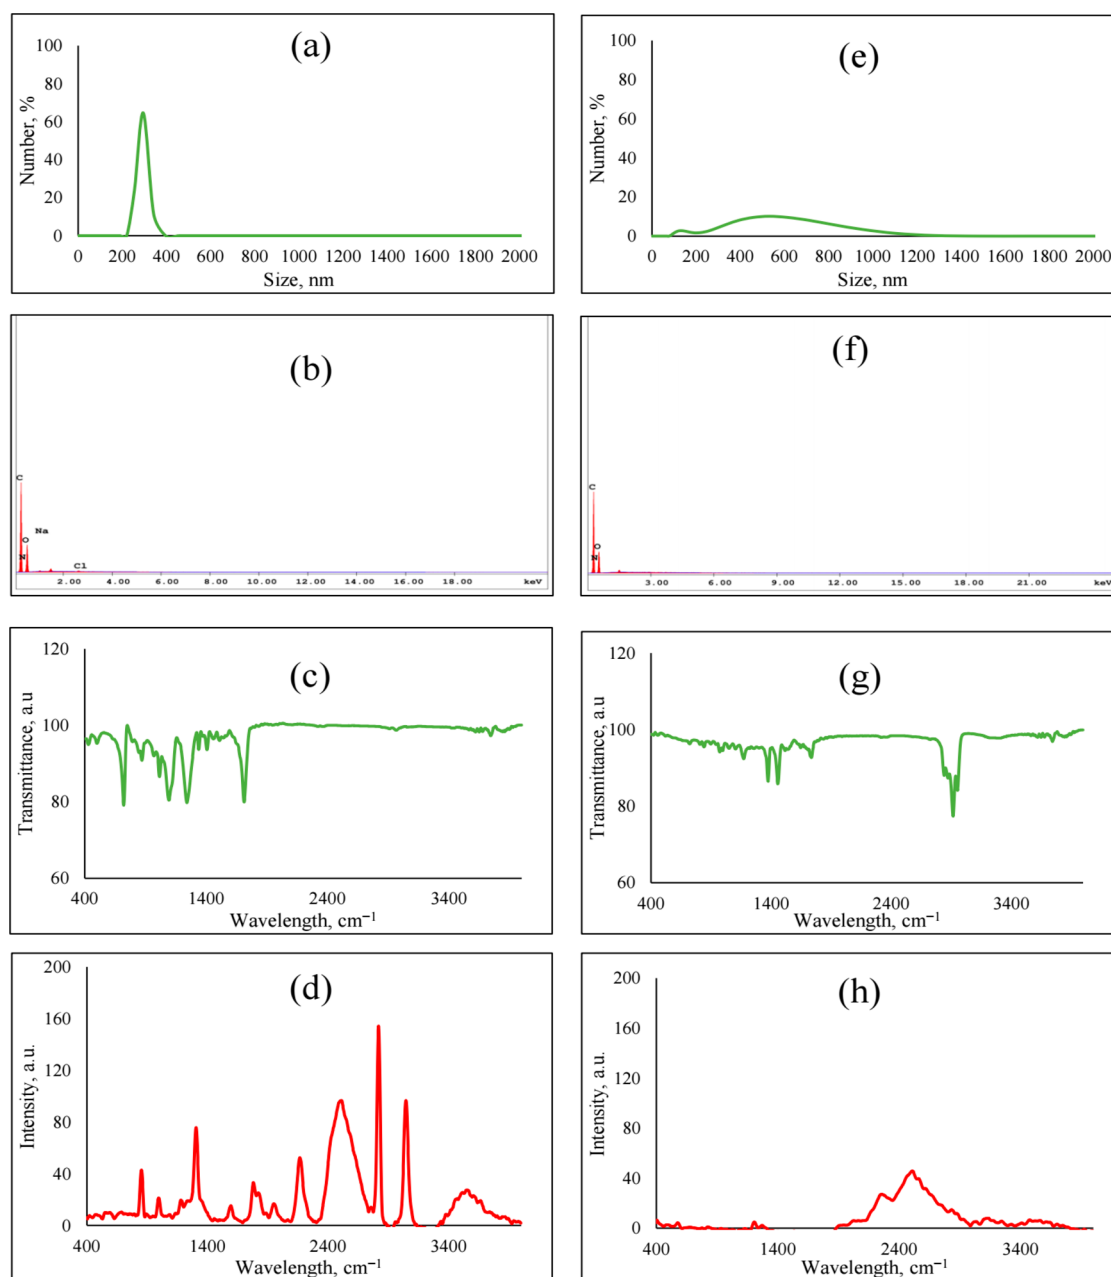 (a)
100
80
60
40
20
0
Number, %
0 200 400 600 800 1000 1200 1400 1600 1800 2000
Size, nm
(e)
100
80
60
40
20
0
Number, %
0 200 400 600 800 1000 1200 1400 1600 1800 2000
Size, nm
(b)
C
Na
O
N
Cl
2.00 4.00 6.00 8.00 10.00 12.00 14.00 16.00 18.00 keV
(f)
C
O
N
3.00 6.00 9.00 12.00 15.00 18.00 21.00 keV
(c)
120
100
80
60
Transmittance, a.u
400 1400 2400 3400
Wavelength, cm⁻¹
(g)
120
100
80
60
Transmittance, a.u
400 1400 2400 3400
Wavelength, cm⁻¹
(d)
200
160
120
80
40
0
Intensity, a.u.
400 1400 2400 3400
Wavelength, cm⁻¹
(h)
200
160
120
80
40
0
Intensity, a.u.
400 1400 2400 3400
Wavelength, cm⁻¹